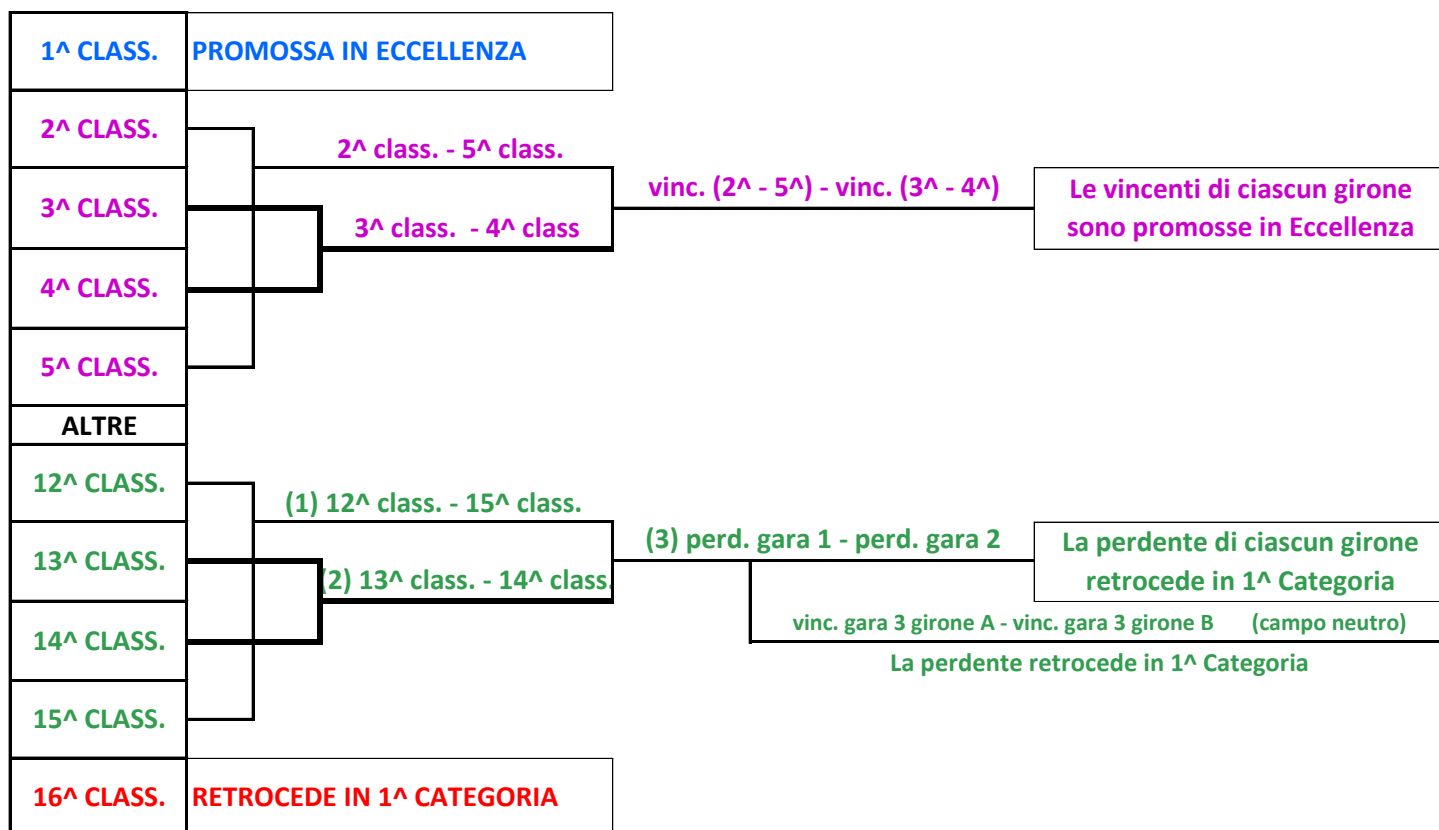 1^ CLASS. PROMOSSA IN ECCELLENZA
2^ CLASS.
2^ class. - 5^ class.
3^ CLASS.
vinc. (2^ - 5^) - vinc. (3^ - 4^)
Le vincenti di ciascun girone
sono promosse in Eccellenza
3^ class.  - 4^ class
4^ CLASS.
5^ CLASS.
ALTRE
12^ CLASS.
(1) 12^ class. - 15^ class.
13^ CLASS.
(3) perd. gara 1 - perd. gara 2
La perdente di ciascun girone
retrocede in 1^ Categoria
(2) 13^ class. - 14^ class.
14^ CLASS.
vinc. gara 3 girone A - vinc. gara 3 girone B (campo neutro)
La perdente retrocede in 1^ Categoria
15^ CLASS.
16^ CLASS. RETROCEDE IN 1^ CATEGORIA